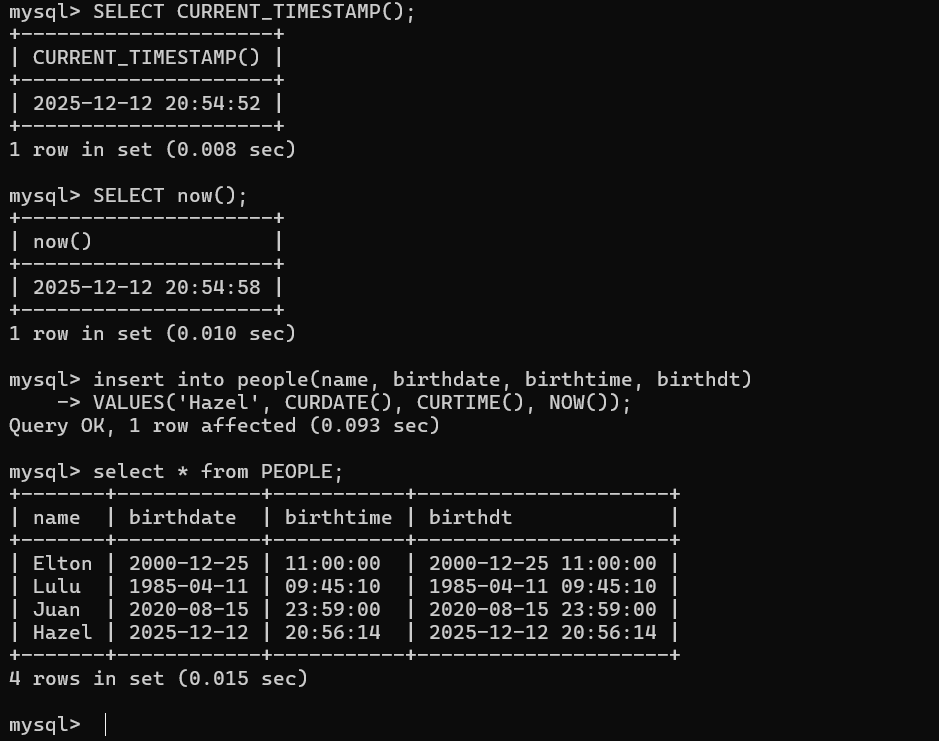 mysql> SELECT CURRENT_TIMESTAMP();
+---------------------+
| CURRENT_TIMESTAMP() |
+---------------------+
| 2025-12-12 20:54:52 |
+---------------------+
1 row in set (0.008 sec)

mysql> SELECT now();
+---------------------+
| now()               |
+---------------------+
| 2025-12-12 20:54:58 |
+---------------------+
1 row in set (0.010 sec)

mysql> insert into people(name, birthdate, birthtime, birthdt)
    -> VALUES('Hazel', CURDATE(), CURTIME(), NOW());
Query OK, 1 row affected (0.093 sec)

mysql> select * from PEOPLE;
+-------+------------+-----------+---------------------+
| name  | birthdate  | birthtime | birthdt             |
+-------+------------+-----------+---------------------+
| Elton | 2000-12-25 | 11:00:00  | 2000-12-25 11:00:00 |
| Lulu  | 1985-04-11 | 09:45:10  | 1985-04-11 09:45:10 |
| Juan  | 2020-08-15 | 23:59:00  | 2020-08-15 23:59:00 |
| Hazel | 2025-12-12 | 20:56:14  | 2025-12-12 20:56:14 |
+-------+------------+-----------+---------------------+
4 rows in set (0.015 sec)

mysql>